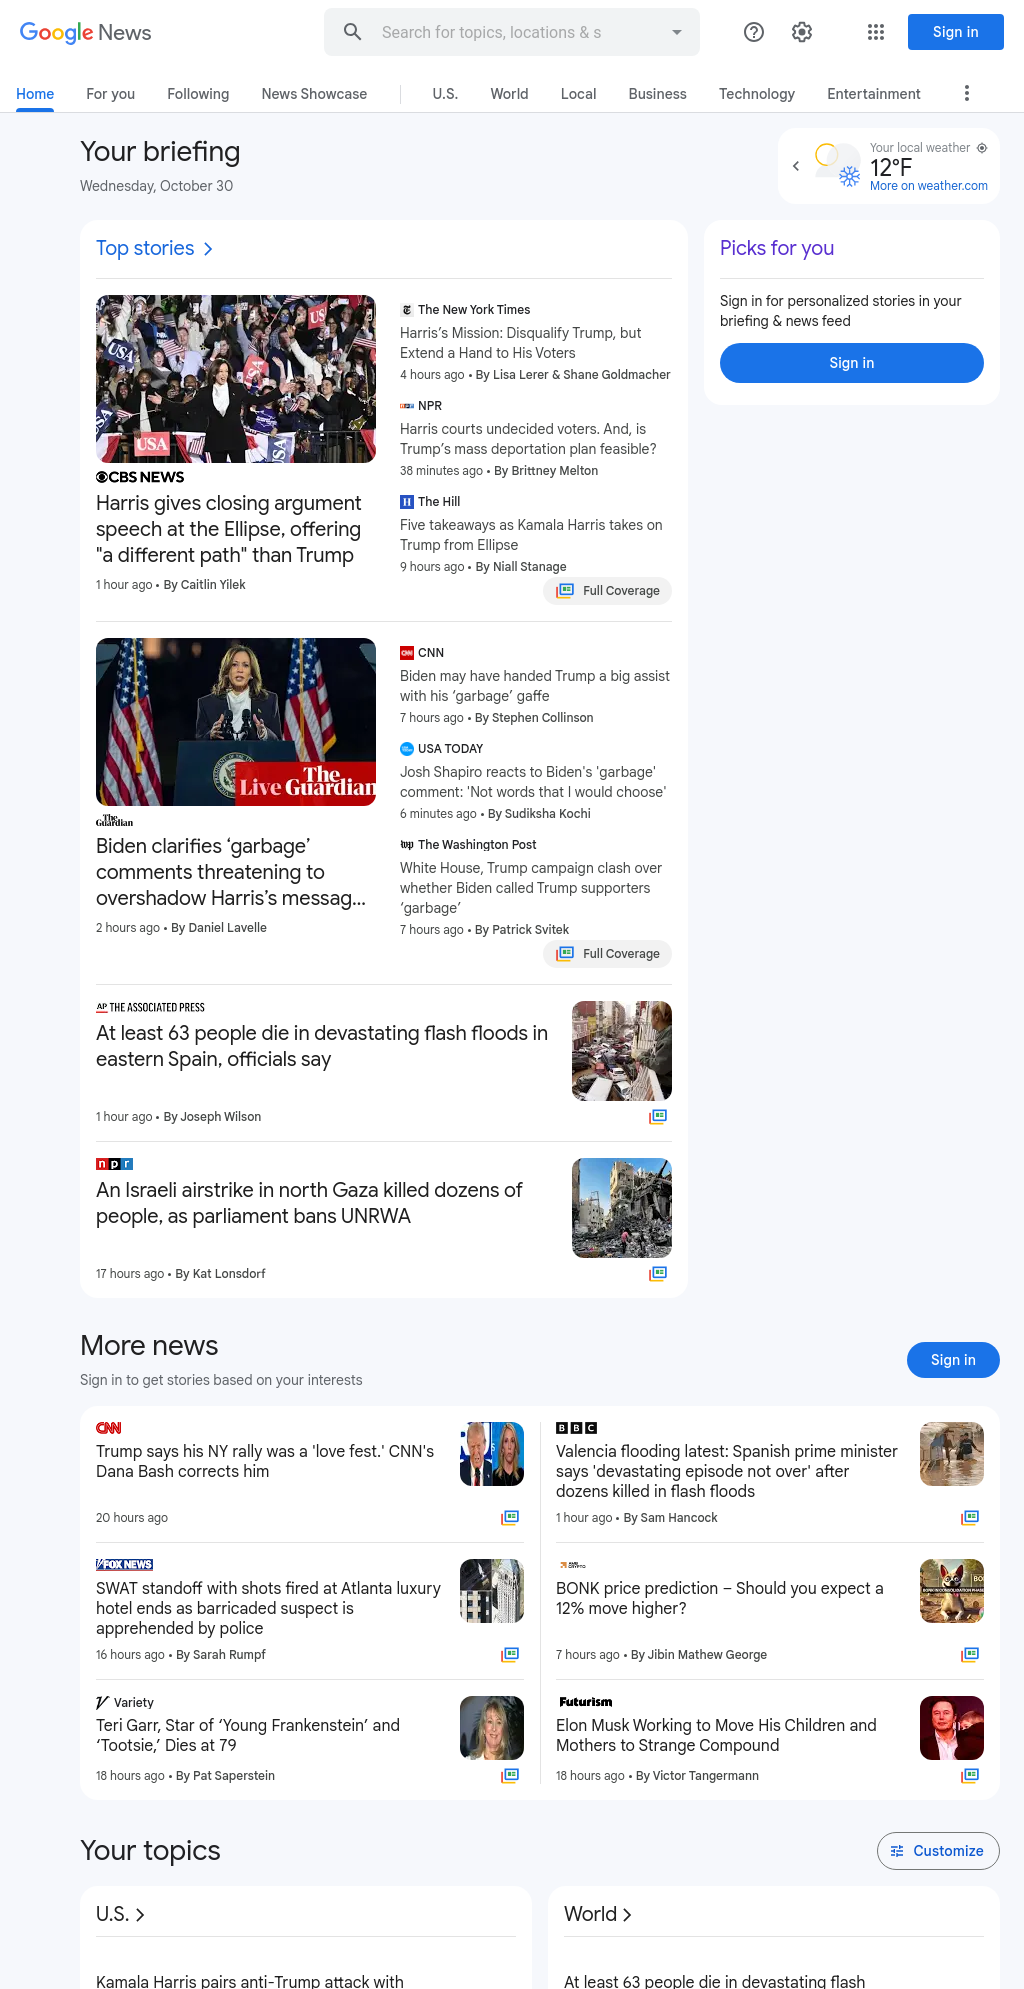 Google News
Search for topics, locations & s
Sign in
Home
For you
Following
News Showcase
U.S.
World
Local
Business
Technology
Entertainment
Your briefing
Wednesday, October 30
Your local weather
12°F
More on weather.com
Top stories
Picks for you
Sign in for personalized stories in your
briefing & news feed
Sign in
USA
US
USA
USA
USA
USA
CBS NEWS
Harris gives closing argument
speech at the Ellipse, offering
"a different path" than Trump
1 hour ago • By Caitlin Yilek
The New York Times
Harris’s Mission: Disqualify Trump, but
Extend a Hand to His Voters
4 hours ago • By Lisa Lerer & Shane Goldmacher
NPR
Harris courts undecided voters. And, is
Trump’s mass deportation plan feasible?
38 minutes ago • By Brittney Melton
The Hill
Five takeaways as Kamala Harris takes on
Trump from Ellipse
9 hours ago • By Niall Stanage
Full Coverage
The
Live Guardian
The
Guardian
Biden clarifies ‘garbage’
comments threatening to
overshadow Harris’s messag...
2 hours ago • By Daniel Lavelle
CNN
Biden may have handed Trump a big assist
with his ‘garbage’ gaffe
7 hours ago • By Stephen Collinson
USA TODAY
Josh Shapiro reacts to Biden's 'garbage'
comment: 'Not words that I would choose'
6 minutes ago • By Sudiksha Kochi
The Washington Post
White House, Trump campaign clash over
whether Biden called Trump supporters
‘garbage’
7 hours ago • By Patrick Svitek
Full Coverage
AP THE ASSOCIATED PRESS
At least 63 people die in devastating flash floods in
eastern Spain, officials say
1 hour ago • By Joseph Wilson
npr
An Israeli airstrike in north Gaza killed dozens of
people, as parliament bans UNRWA
17 hours ago • By Kat Lonsdorf
More news
Sign in to get stories based on your interests
Sign in
CNN
Trump says his NY rally was a 'love fest.' CNN's
Dana Bash corrects him
20 hours ago
BBC
Valencia flooding latest: Spanish prime minister
says 'devastating episode not over' after
dozens killed in flash floods
1 hour ago • By Sam Hancock
FOX NEWS
SWAT standoff with shots fired at Atlanta luxury
hotel ends as barricaded suspect is
apprehended by police
16 hours ago • By Sarah Rumpf
BONK price prediction – Should you expect a
12% move higher?
7 hours ago • By Jibin Mathew George
Variety
Teri Garr, Star of ‘Young Frankenstein’ and
‘Tootsie,’ Dies at 79
18 hours ago • By Pat Saperstein
Futurism
Elon Musk Working to Move His Children and
Mothers to Strange Compound
18 hours ago • By Victor Tangermann
Your topics
Customize
U.S.
World
Kamala Harris pairs anti-Trump attack with
At least 63 people die in devastating flash